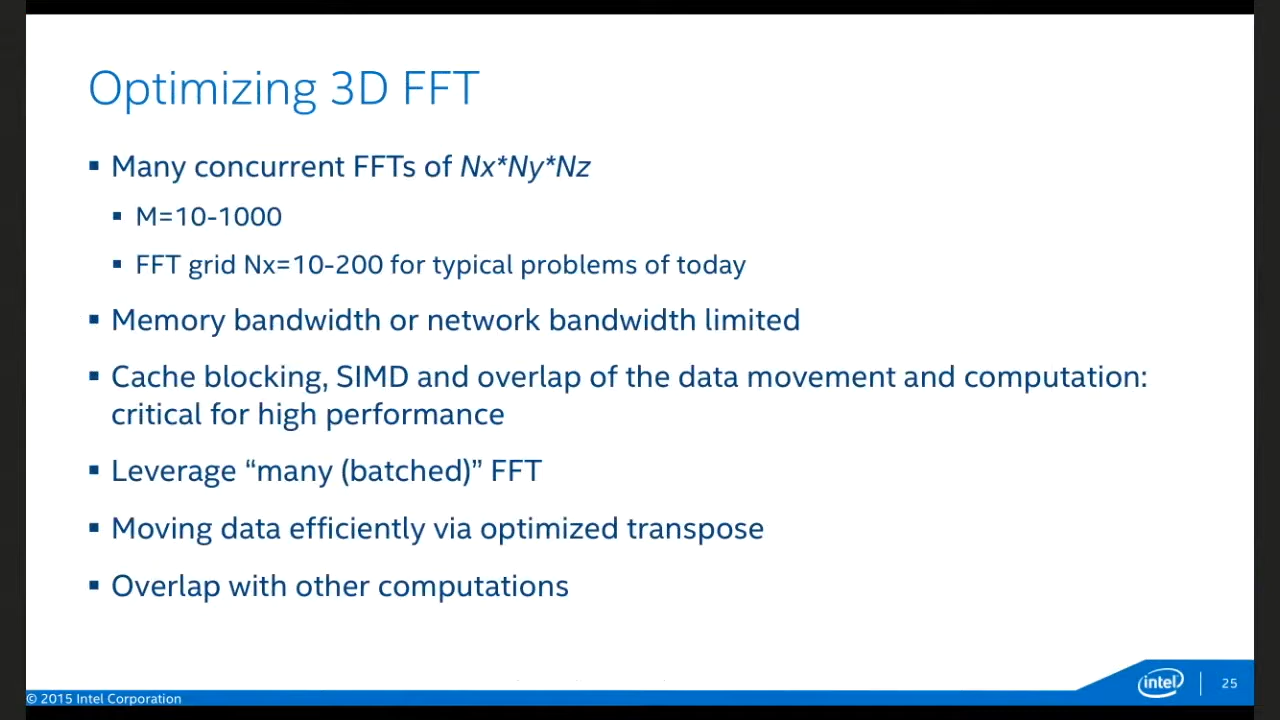 Optimizing 3D FFT
▪ Many concurrent FFTs of Nx*Ny*Nz
▪ M=10-1000
▪ FFT grid Nx=10-200 for typical problems of today
▪ Memory bandwidth or network bandwidth limited
▪ Cache blocking, SIMD and overlap of the data movement and computation:
critical for high performance
▪ Leverage “many (batched)” FFT
▪ Moving data efficiently via optimized transpose
▪ Overlap with other computations
© 2015 Intel Corporation
intel
25